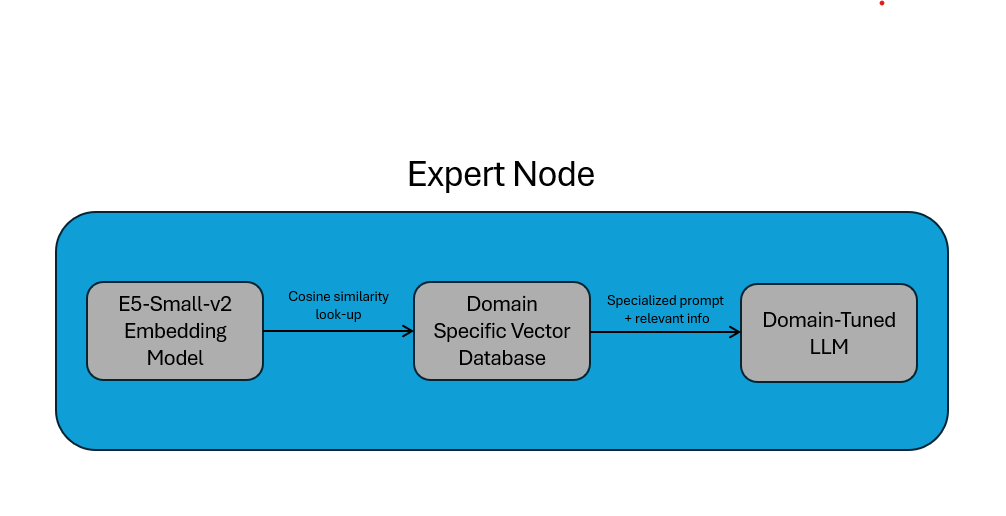 Expert Node
E5-Small-v2
Embedding
Model
Cosine similarity
look-up
Domain
Specific Vector
Database
Specialized prompt
+ relevant info
Domain-Tuned
LLM